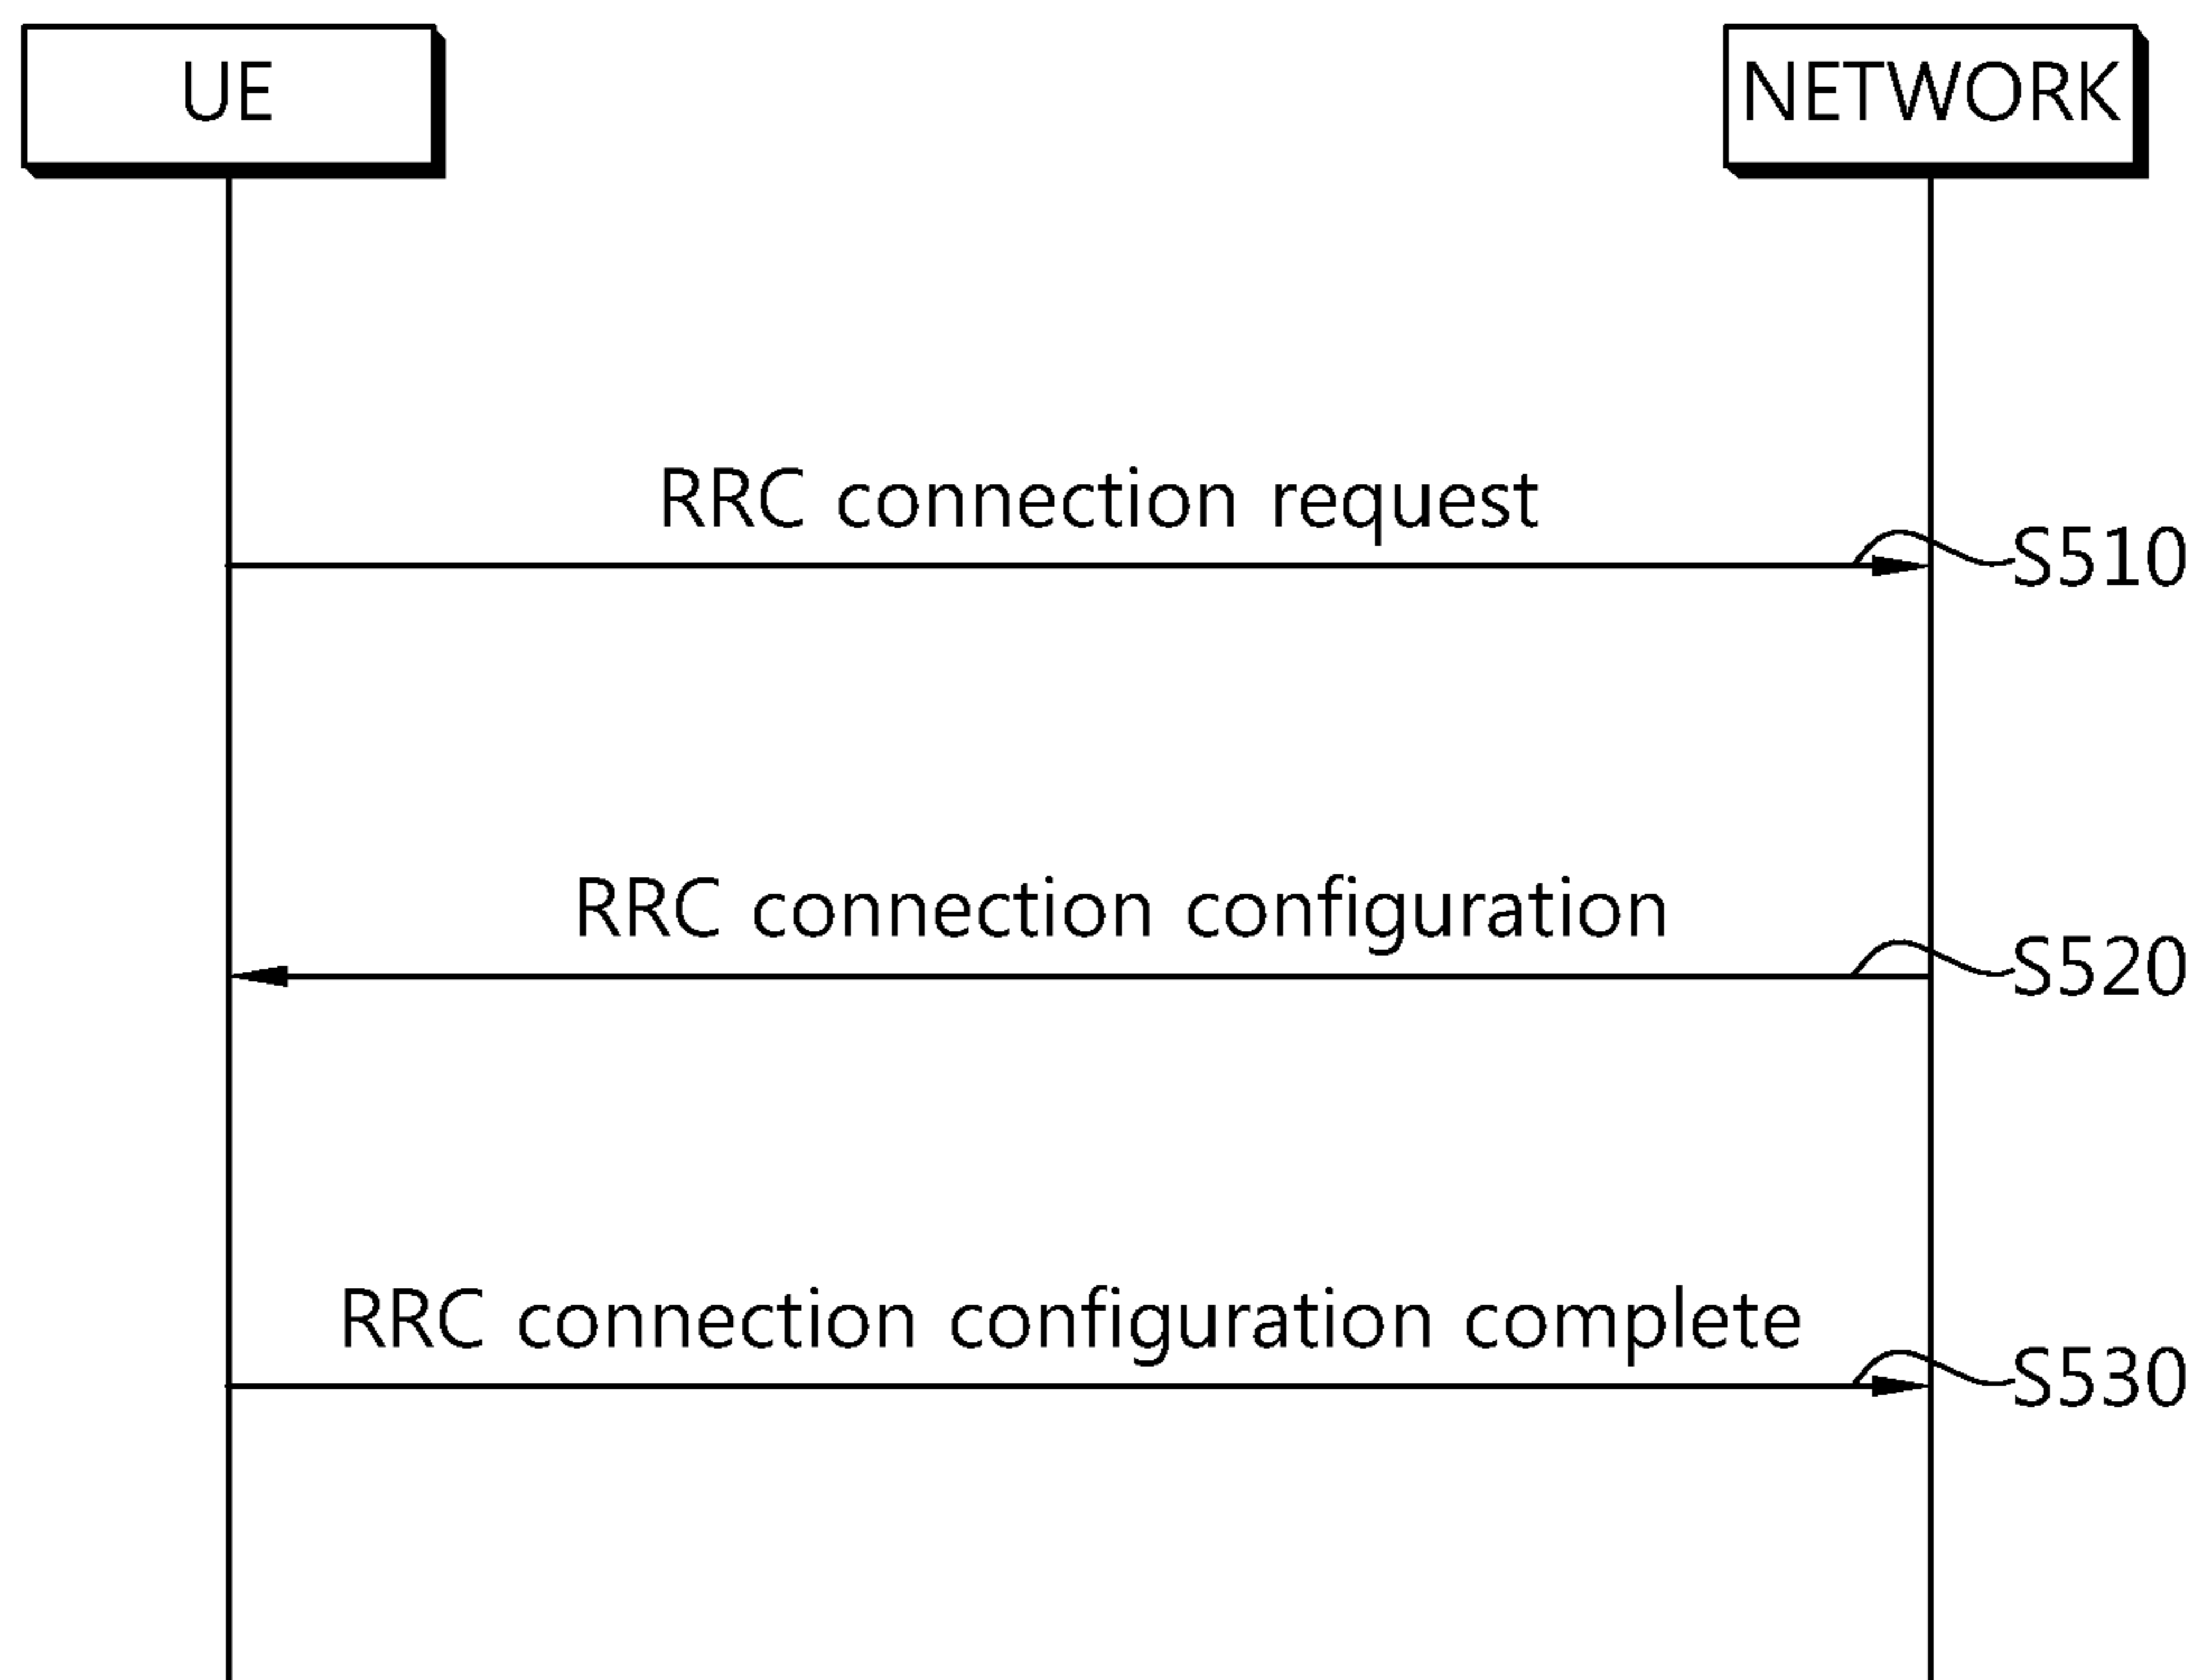 UE
NETWORK
RRC connection request
S510
RRC connection configuration
S520
RRC connection configuration complete
S530